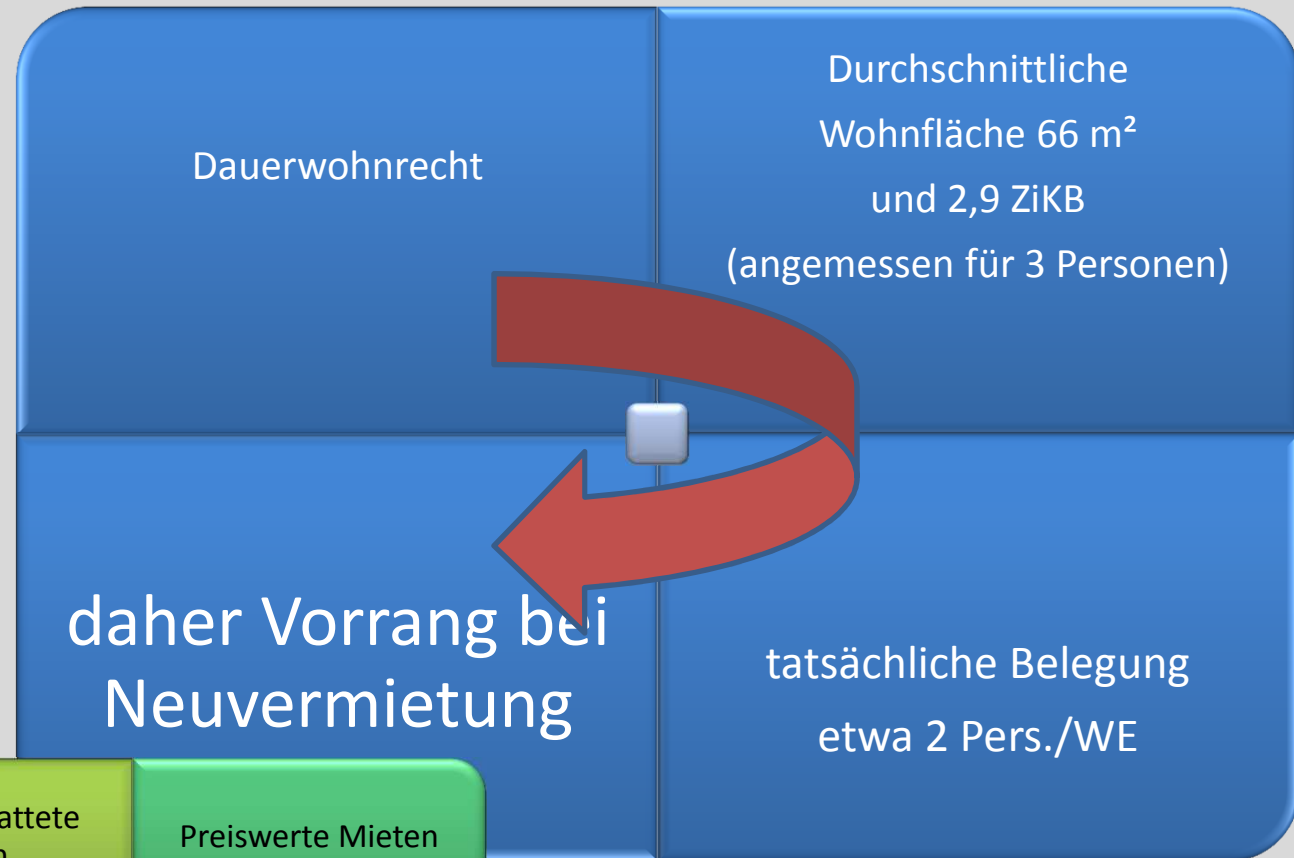 Dauerwohnrecht
Durchschnittliche
Wohnfläche 66 m²
und 2,9 ZiKB
(angemessen für 3 Personen)
daher Vorrang bei
Neuvermietung
tatsächliche Belegung
etwa 2 Pers./WE
Preiswerte Mieten